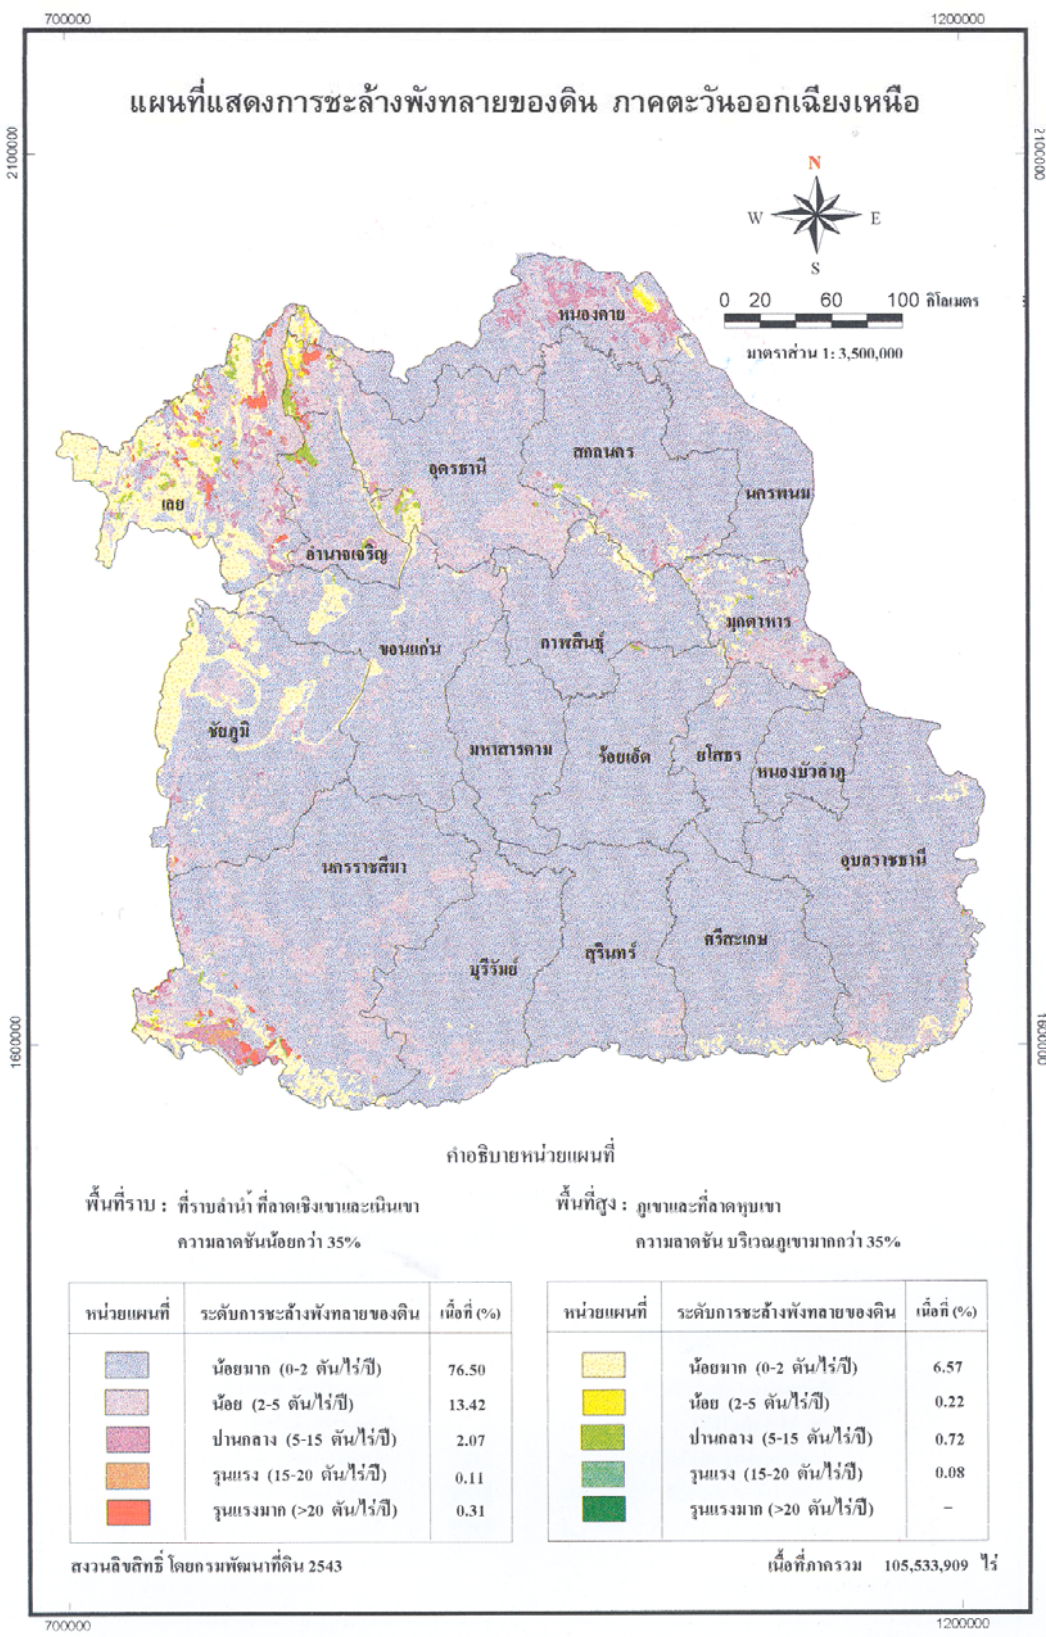 700000 1200000
แผนที่แสดงการชะล้างพังทลายของดิน ภาคตะวันออกเฉียงเหนือ
2100000 2100000
N
W E
S
0 20 60 100 กิโลเมตร
มาตราส่วน 1: 3,500,000
หนองคาย
สกลนคร
อุดรธานี
นครพนม
เลย
อำนาจเจริญ
มุกดาหาร
กาฬสินธุ์
ขอนแก่น
ชัยภูมิ
มหาสารคาม
ร้อยเอ็ด
ยโสธร
หนองบัวลำภู
อุบลราชธานี
นครราชสีมา
ศรีสะเกษ
สุรินทร์
บุรีรัมย์
1600000 1600000
คำอธิบายหน่วยแผนที่
พื้นที่ราบ : ที่ราบลำน้ำ ที่ลาดเชิงเขาและเนินเขา
ความลาดชันน้อยกว่า 35%
พื้นที่สูง : ภูเขาและที่ลาดหุบเขา
ความลาดชัน บริเวณภูเขามากกว่า 35%
หน่วยแผนที่ ระดับการชะล้างพังทลายของดิน เนื้อที่ (%)
น้อยมาก (0-2 ตัน/ไร่/ปี) 76.50
น้อย (2-5 ตัน/ไร่/ปี) 13.42
ปานกลาง (5-15 ตัน/ไร่/ปี) 2.07
รุนแรง (15-20 ตัน/ไร่/ปี) 0.11
รุนแรงมาก (>20 ตัน/ไร่/ปี) 0.31
หน่วยแผนที่ ระดับการชะล้างพังทลายของดิน เนื้อที่ (%)
น้อยมาก (0-2 ตัน/ไร่/ปี) 6.57
น้อย (2-5 ตัน/ไร่/ปี) 0.22
ปานกลาง (5-15 ตัน/ไร่/ปี) 0.72
รุนแรง (15-20 ตัน/ไร่/ปี) 0.08
รุนแรงมาก (>20 ตัน/ไร่/ปี) –
สงวนลิขสิทธิ์ โดยกรมพัฒนาที่ดิน 2543
เนื้อที่ภาครวม 105,533,909 ไร่
700000 1200000